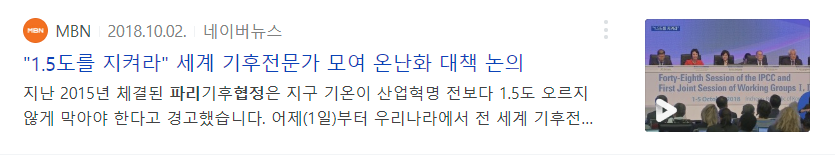 MBN 2018.10.02. 네이버뉴스
"1.5도를 지켜라" 세계 기후전문가 모여 온난화 대책 논의
지난 2015년 체결된 파리기후협정은 지구 기온이 산업혁명 전보다 1.5도 오르지
않게 막아야 한다고 경고했습니다. 어제(1일)부터 우리나라에서 전 세계 기후전...
Forty-Eighth Session of the IPCC and
First Joint Session of Working Groups I,